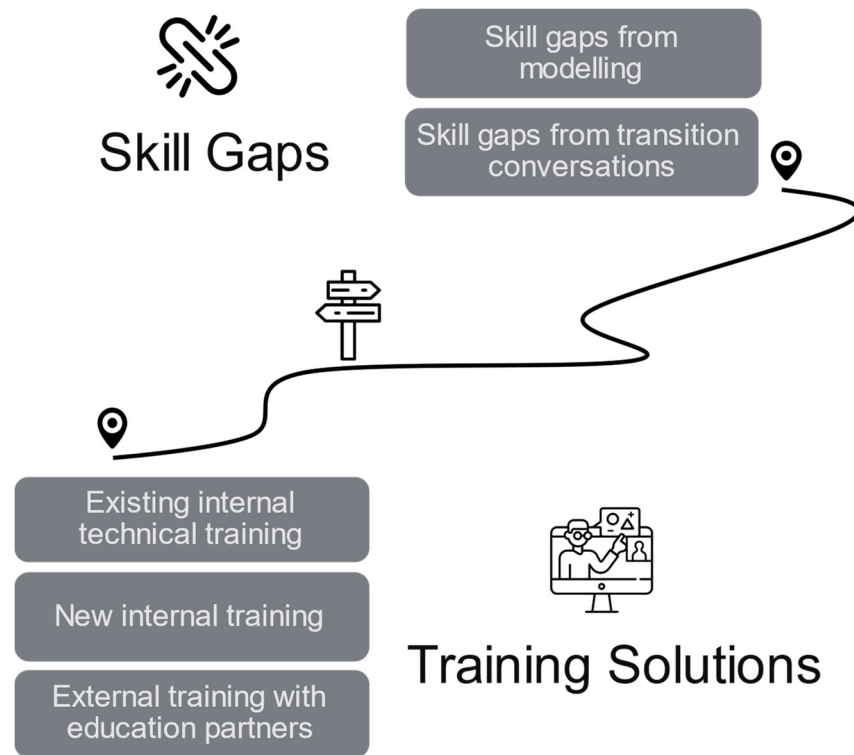 Skill gaps from
modelling
Skill Gaps
Skill gaps from transition
conversations
Existing internal
technical training
New internal training
Training Solutions
External training with
education partners